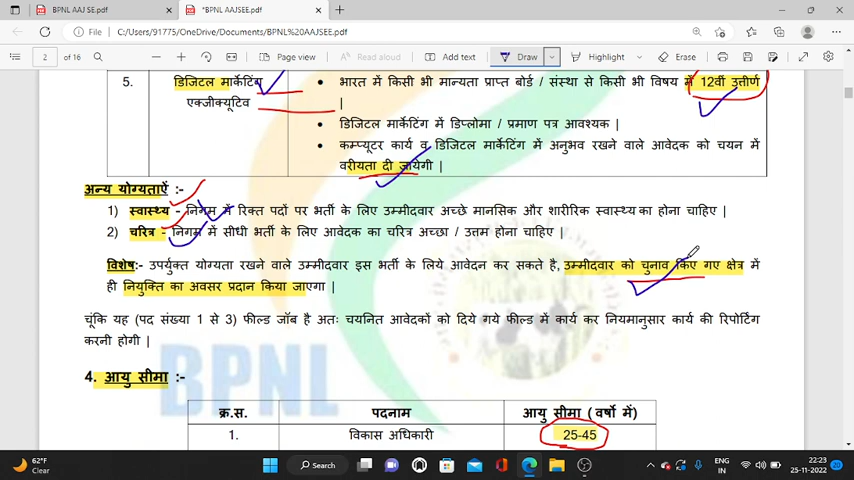 BPNL AAJSEE.pdf
*BPNL AAJSEE.pdf
File
C:/Users/91775/OneDrive/Documents/BPNL%20AAJSEE.pdf
2 of 16
Page view
Read aloud
Add text
Draw
Highlight
Erase
5. डिजिटल मार्केटिंग एक्जीक्यूटिव
भारत में किसी भी मान्यता प्राप्त बोर्ड / संस्था से किसी भी विषय में 12वीं उत्तीर्ण
|
डिजिटल मार्केटिंग में डिप्लोमा / प्रमाण पत्र आवश्यक |
कम्प्यूटर कार्य व डिजिटल मार्केटिंग में अनुभव रखने वाले आवेदक को चयन में
वरीयता दी जायेगी |
अन्य योग्यताऐं :-
1) स्वास्थ्य - निगम में रिक्त पदों पर भर्ती के लिए उम्मीदवार अच्छे मानसिक और शारीरिक स्वास्थ्य का होना चाहिए |
2) चरित्र - निगम में सीधी भर्ती के लिए आवेदक का चरित्र अच्छा / उत्तम होना चाहिए |
विशेष:- उपर्युक्त योग्यता रखने वाले उम्मीदवार इस भर्ती के लिये आवेदन कर सकते है, उम्मीदवार को चुनाव किए गए क्षेत्र में
ही नियुक्ति का अवसर प्रदान किया जाएगा |
चूंकि यह (पद संख्या 1 से 3) फील्ड जॉब है अतः चयनित आवेदकों को दिये गये फील्ड में कार्य कर नियमानुसार कार्य की रिपोर्टिंग
करनी होगी |
BPNL
4. आयु सीमा :-
क्र.स. पदनाम आयु सीमा (वर्षो में)
1. विकास अधिकारी 25-45
62°F
Clear
Search
ENG
IN
22:23
25-11-2022
20